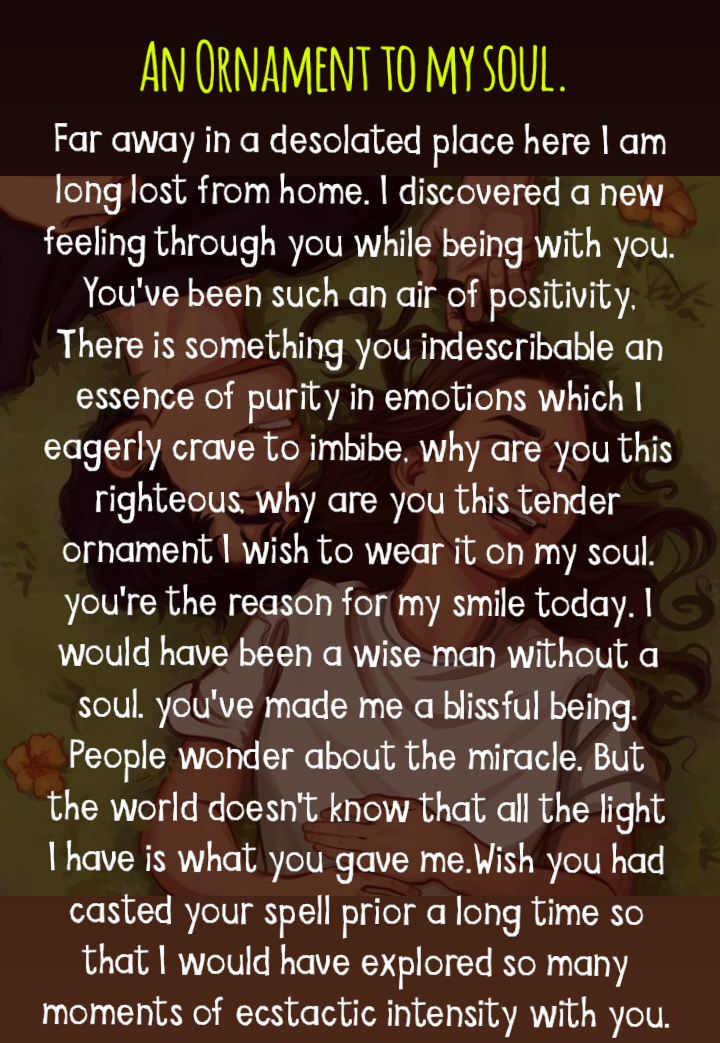 An Ornament to my soul.
Far away in a desolated place here I am
long lost from home. I discovered a new
feeling through you while being with you.
You've been such an air of positivity.
There is something you indescribable an
essence of purity in emotions which I
eagerly crave to imbibe. why are you this
righteous. why are you this tender
ornament I wish to wear it on my soul.
you're the reason for my smile today. I
would have been a wise man without a
soul. you've made me a blissful being.
People wonder about the miracle. But
the world doesn't know that all the light
I have is what you gave me.Wish you had
casted your spell prior a long time so
that I would have explored so many
moments of ecstactic intensity with you.